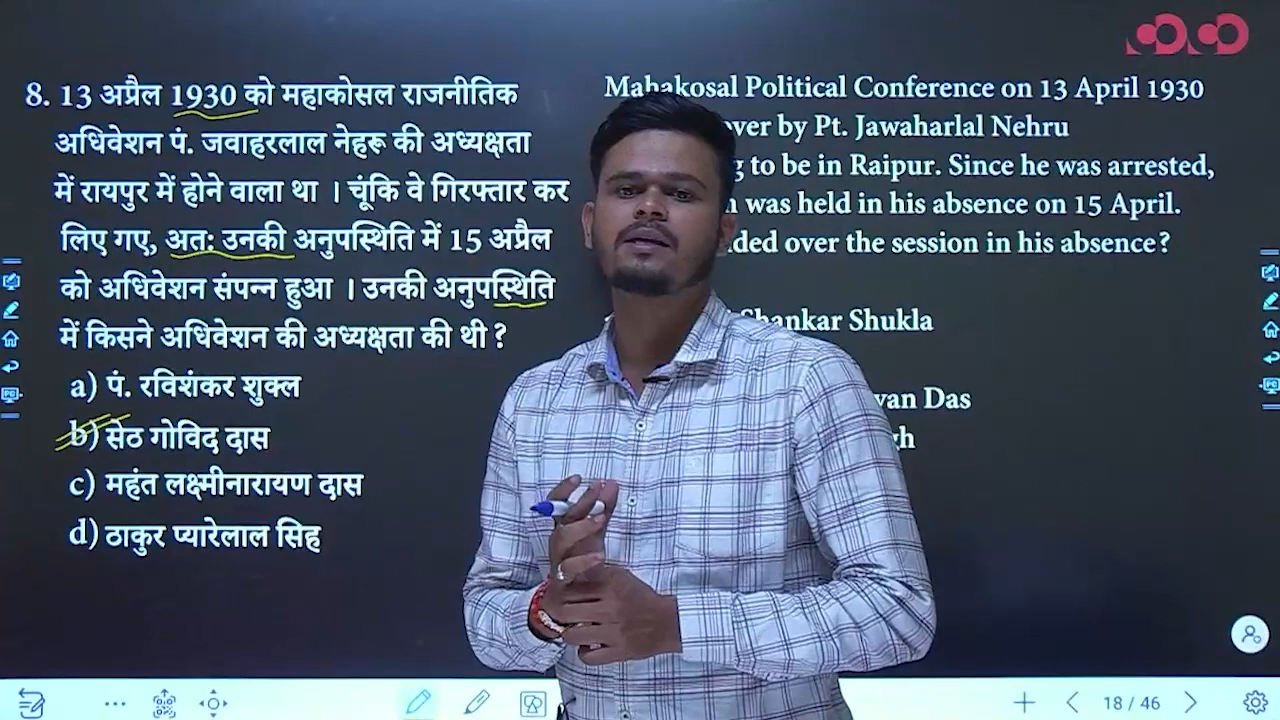 8. 13 अप्रैल 1930 को महाकोसल राजनीतिक
अधिवेशन पं. जवाहरलाल नेहरू की अध्यक्षता
में रायपुर में होने वाला था । चूंकि वे गिरफ्तार कर
लिए गए, अतः उनकी अनुपस्थिति में 15 अप्रैल
को अधिवेशन संपन्न हुआ । उनकी अनुपस्थिति
में किसने अधिवेशन की अध्यक्षता की थी ?
a) पं. रविशंकर शुक्ल
b) सेठ गोविद दास
c) महंत लक्ष्मीनारायण दास
d) ठाकुर प्यारेलाल सिह
Mahakosal Political Conference on 13 April 1930
over by Pt. Jawaharlal Nehru
to be in Raipur. Since he was arrested,
was held in his absence on 15 April.
over the session in his absence?
Shankar Shukla
Das
18 / 46